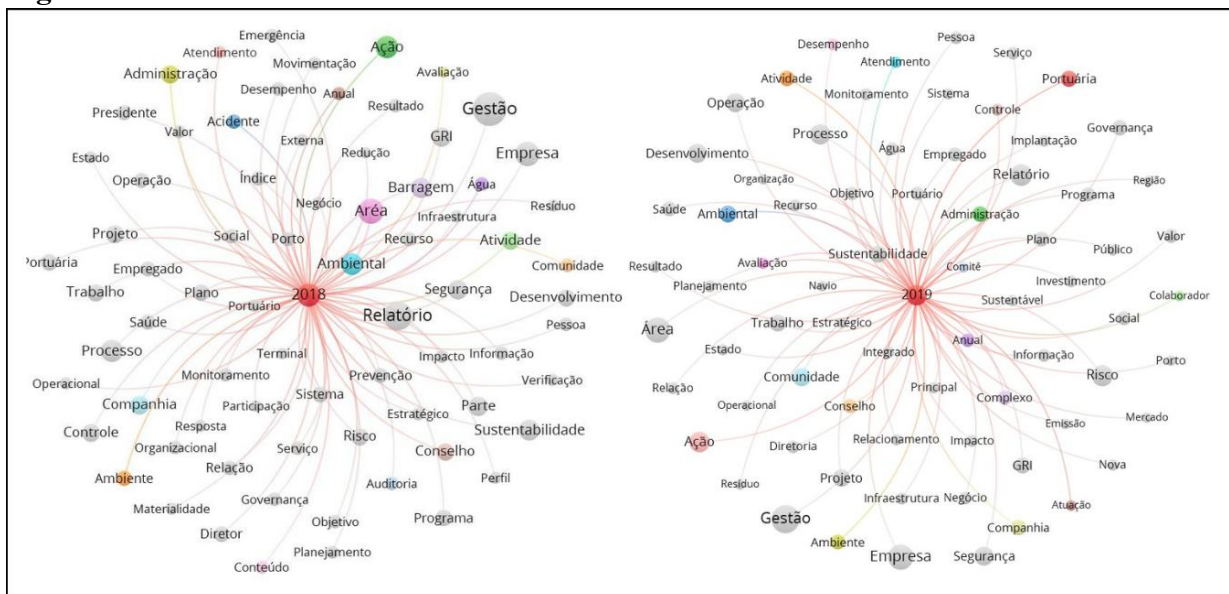 Emergência
Atendimento
Ação
Administração
Movimentação
Avaliação
Desempenho
Anual
Resultado
Gestão
Presidente
Acidente
Valor
Externa
GRI
Redução
Empresa
Estado
Operação
Índice
Barragem
Água
Negócio
Aréa
Infraestrutura
Resíduo
Projeto
Social
Porto
Recurso
Atividade
Portuária
Empregado
Ambiental
Comunidade
Trabalho
Plano
2018
Segurança
Desenvolvimento
Portuário
Relatório
Saúde
Pessoa
Processo
Terminal
Impacto
Informação
Operacional
Monitoramento
Prevenção
Verificação
Companhia
Participação
Sistema
Estratégico
Parte
Controle
Resposta
Organizacional
Serviço
Risco
Sustentabilidade
Conselho
Relação
Ambiente
Auditoria
Perfil
Materialidade
Governança
Programa
Diretor
Objetivo
Planejamento
Conteúdo
Pessoa
Desempenho
Atendimento
Serviço
Atividade
Portuária
Monitoramento
Sistema
Operação
Controle
Processo
Governança
Água
Implantação
Desenvolvimento
Empregado
Relatório
Organização
Região
Objetivo
Portuário
Programa
Recurso
Saúde
Ambiental
Administração
Plano
Público
Valor
Sustentabilidade
Resultado
Avaliação
Comitê
Planejamento
Navio
Investimento
2019
Sustentável
Colaborador
Área
Trabalho
Estratégico
Social
Anual
Estado
Integrado
Informação
Porto
Relação
Comunidade
Principal
Risco
Operacional
Conselho
Complexo
Mercado
Emissão
Ação
Diretoria
Relacionamento
Impacto
Nova
GRI
Resíduo
Projeto
Infraestrutura
Negócio
Atuação
Gestão
Companhia
Ambiente
Empresa
Segurança